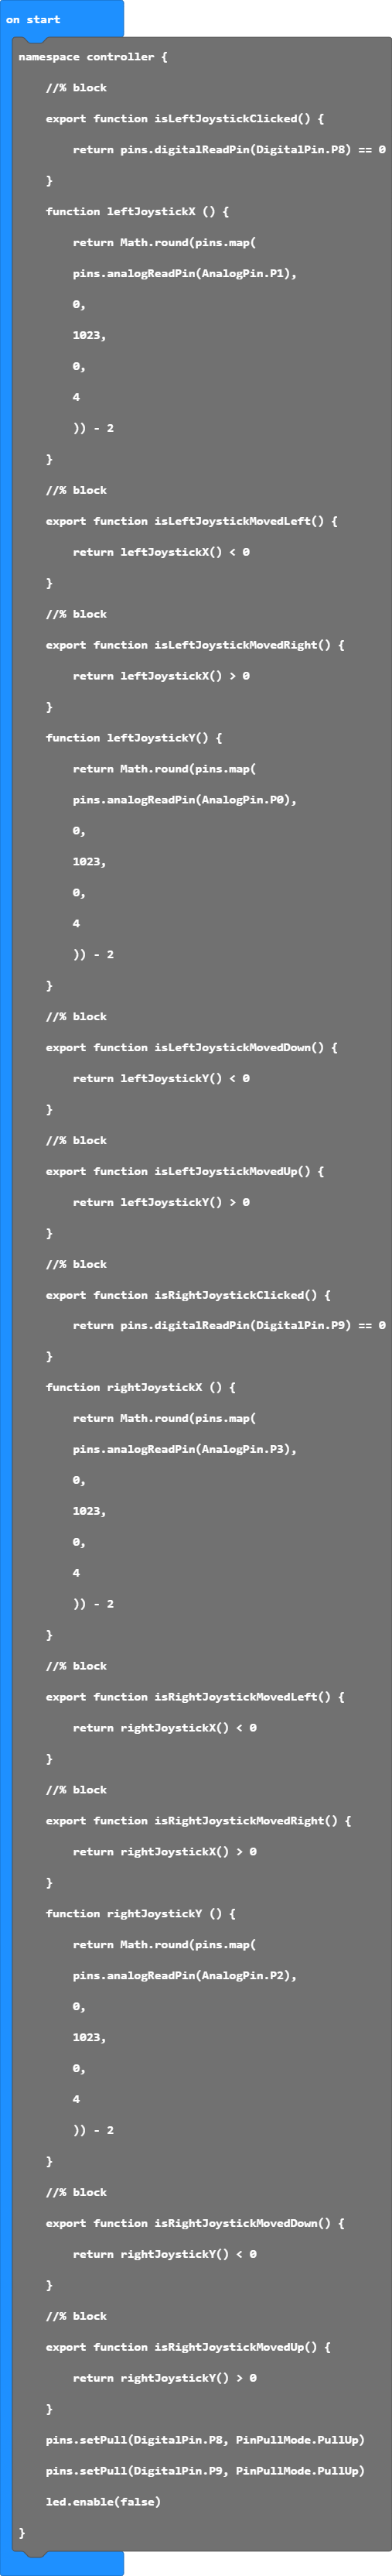 on start
namespace controller {
//% block
export function isLeftJoystickClicked() {
return pins.digitalReadPin(DigitalPin.P8) == 0
}
function leftJoystickX () {
return Math.round(pins.map(
pins.analogReadPin(AnalogPin.P1),
0,
1023,
0,
4
)) - 2
}
//% block
export function isLeftJoystickMovedLeft() {
return leftJoystickX() < 0
}
//% block
export function isLeftJoystickMovedRight() {
return leftJoystickX() > 0
}
function leftJoystickY() {
return Math.round(pins.map(
pins.analogReadPin(AnalogPin.P0),
0,
1023,
0,
4
)) - 2
}
//% block
export function isLeftJoystickMovedDown() {
return leftJoystickY() < 0
}
//% block
export function isLeftJoystickMovedUp() {
return leftJoystickY() > 0
}
//% block
export function isRightJoystickClicked() {
return pins.digitalReadPin(DigitalPin.P9) == 0
}
function rightJoystickX () {
return Math.round(pins.map(
pins.analogReadPin(AnalogPin.P3),
0,
1023,
0,
4
)) - 2
}
//% block
export function isRightJoystickMovedLeft() {
return rightJoystickX() < 0
}
//% block
export function isRightJoystickMovedRight() {
return rightJoystickX() > 0
}
function rightJoystickY () {
return Math.round(pins.map(
pins.analogReadPin(AnalogPin.P2),
0,
1023,
0,
4
)) - 2
}
//% block
export function isRightJoystickMovedDown() {
return rightJoystickY() < 0
}
//% block
export function isRightJoystickMovedUp() {
return rightJoystickY() > 0
}
pins.setPull(DigitalPin.P8, PinPullMode.PullUp)
pins.setPull(DigitalPin.P9, PinPullMode.PullUp)
led.enable(false)
}